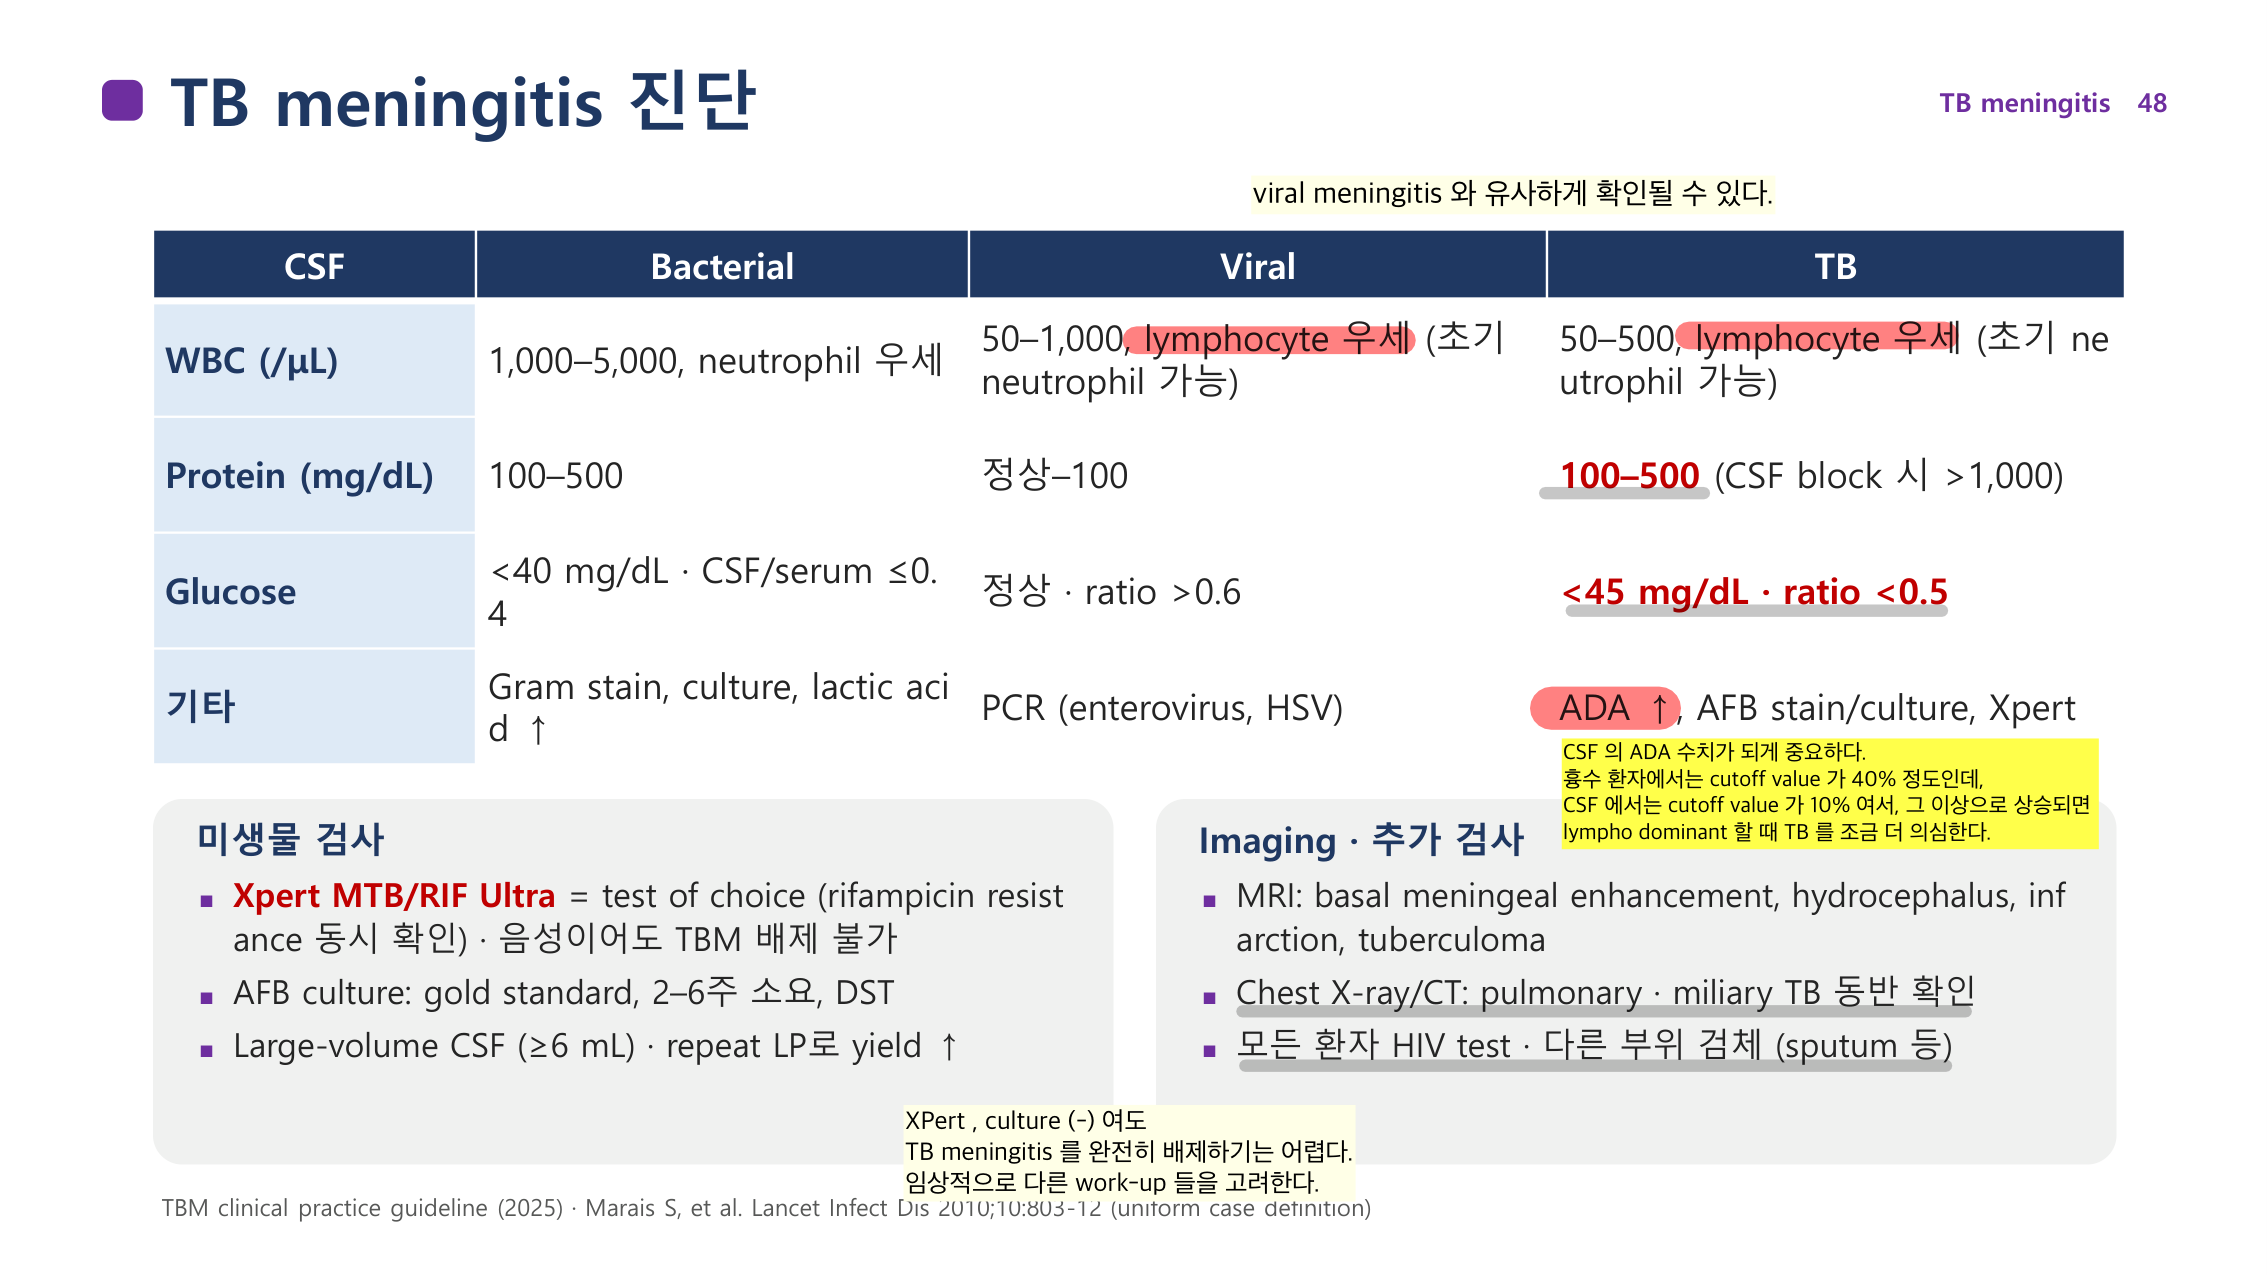 TB meningitis 진단
TB meningitis 48
viral meningitis 와 유사하게 확인될 수 있다.
CSF Bacterial Viral TB
WBC (/μL)
1,000–5,000, neutrophil 우세
50–1,000, lymphocyte 우세 (초기
neutrophil 가능)
50–500, lymphocyte 우세 (초기 ne
utrophil 가능)
Protein (mg/dL)
100–500
정상–100
100–500 (CSF block 시 >1,000)
Glucose
<40 mg/dL · CSF/serum ≤0.
4
정상 · ratio >0.6
<45 mg/dL · ratio <0.5
기타
Gram stain, culture, lactic aci
d ↑
PCR (enterovirus, HSV)
ADA ↑, AFB stain/culture, Xpert
CSF 의 ADA 수치가 되게 중요하다.
흉수 환자에서는 cutoff value 가 40% 정도인데,
CSF 에서는 cutoff value 가 10% 여서, 그 이상으로 상승되면
lympho dominant 할 때 TB 를 조금 더 의심한다.
미생물 검사
▪ Xpert MTB/RIF Ultra = test of choice (rifampicin resist
ance 동시 확인) · 음성이어도 TBM 배제 불가
▪ AFB culture: gold standard, 2–6주 소요, DST
▪ Large-volume CSF (≥6 mL) · repeat LP로 yield ↑
Imaging · 추가 검사
▪ MRI: basal meningeal enhancement, hydrocephalus, inf
arction, tuberculoma
▪ Chest X-ray/CT: pulmonary · miliary TB 동반 확인
▪ 모든 환자 HIV test · 다른 부위 검체 (sputum 등)
XPert , culture (-) 여도
TB meningitis 를 완전히 배제하기는 어렵다.
임상적으로 다른 work-up 들을 고려한다.
TBM clinical practice guideline (2025) · Marais S, et al. Lancet Infect Dis 2010;10:803-12 (uniform case definition)